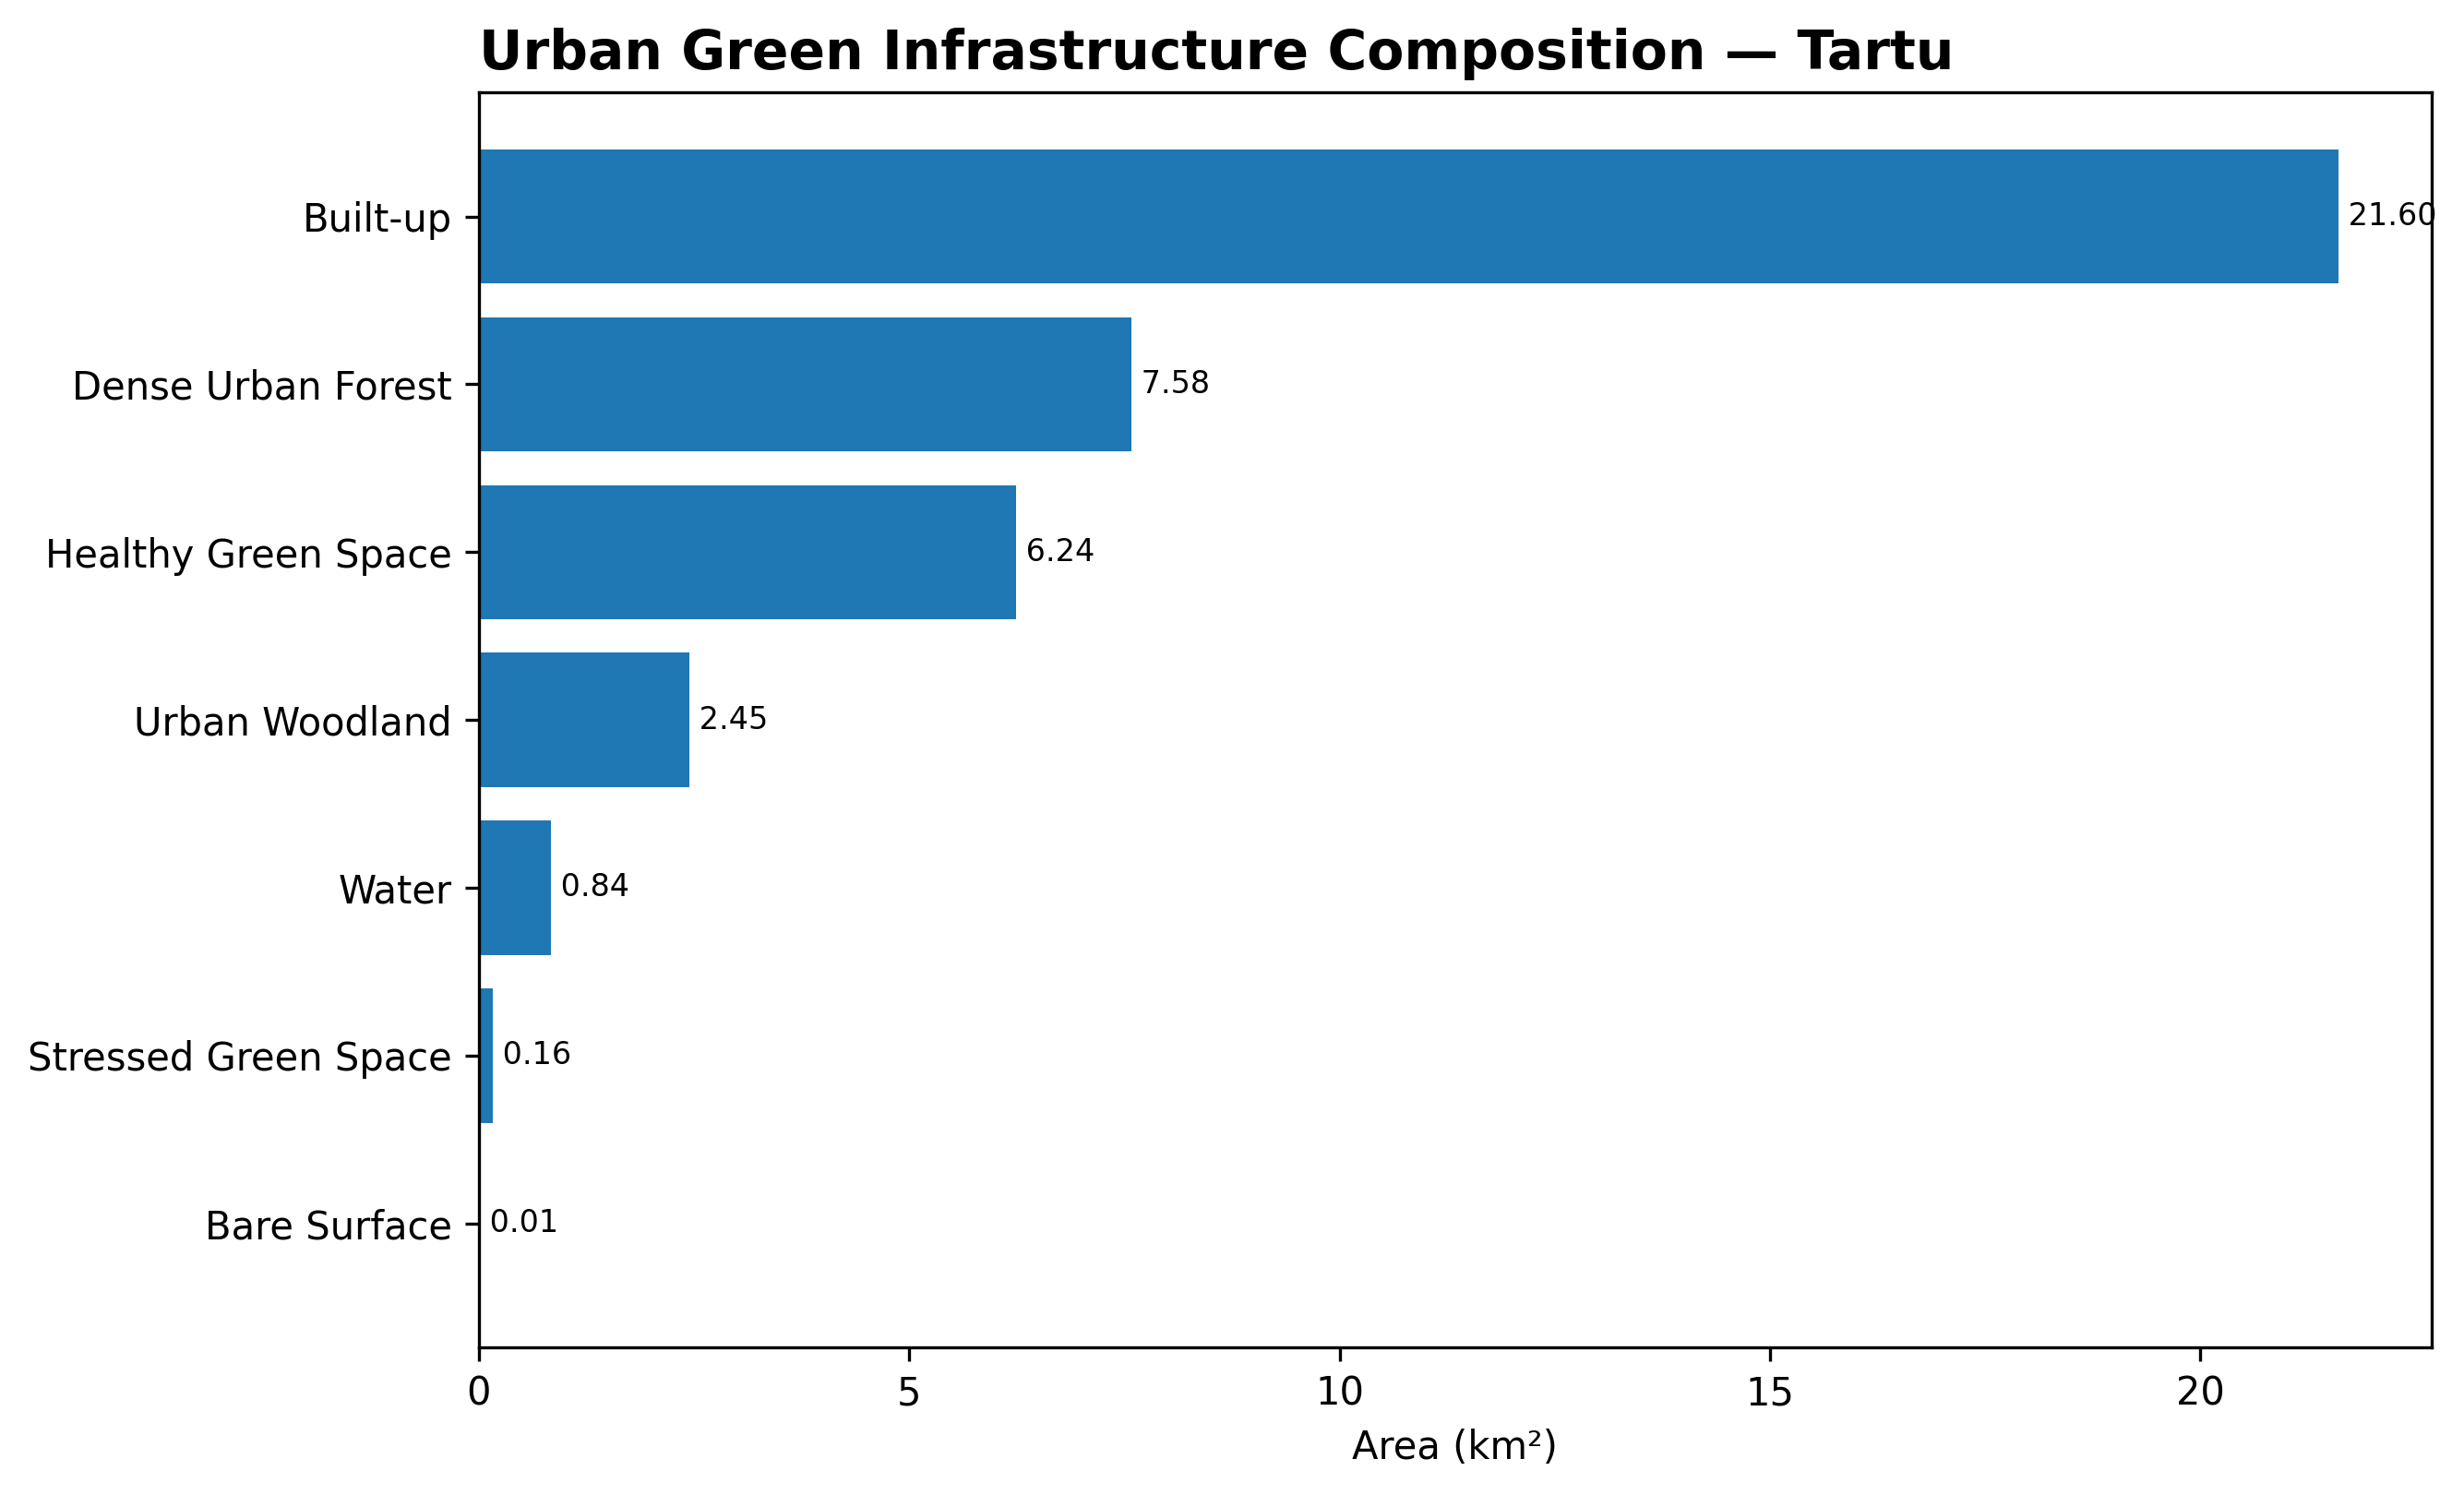 Urban Green Infrastructure Composition — Tartu
Built-up
21.60
Dense Urban Forest
7.58
Healthy Green Space
6.24
Urban Woodland
2.45
Water
0.84
Stressed Green Space
0.16
Bare Surface
0.01
0 5 10 15 20
Area (km²)